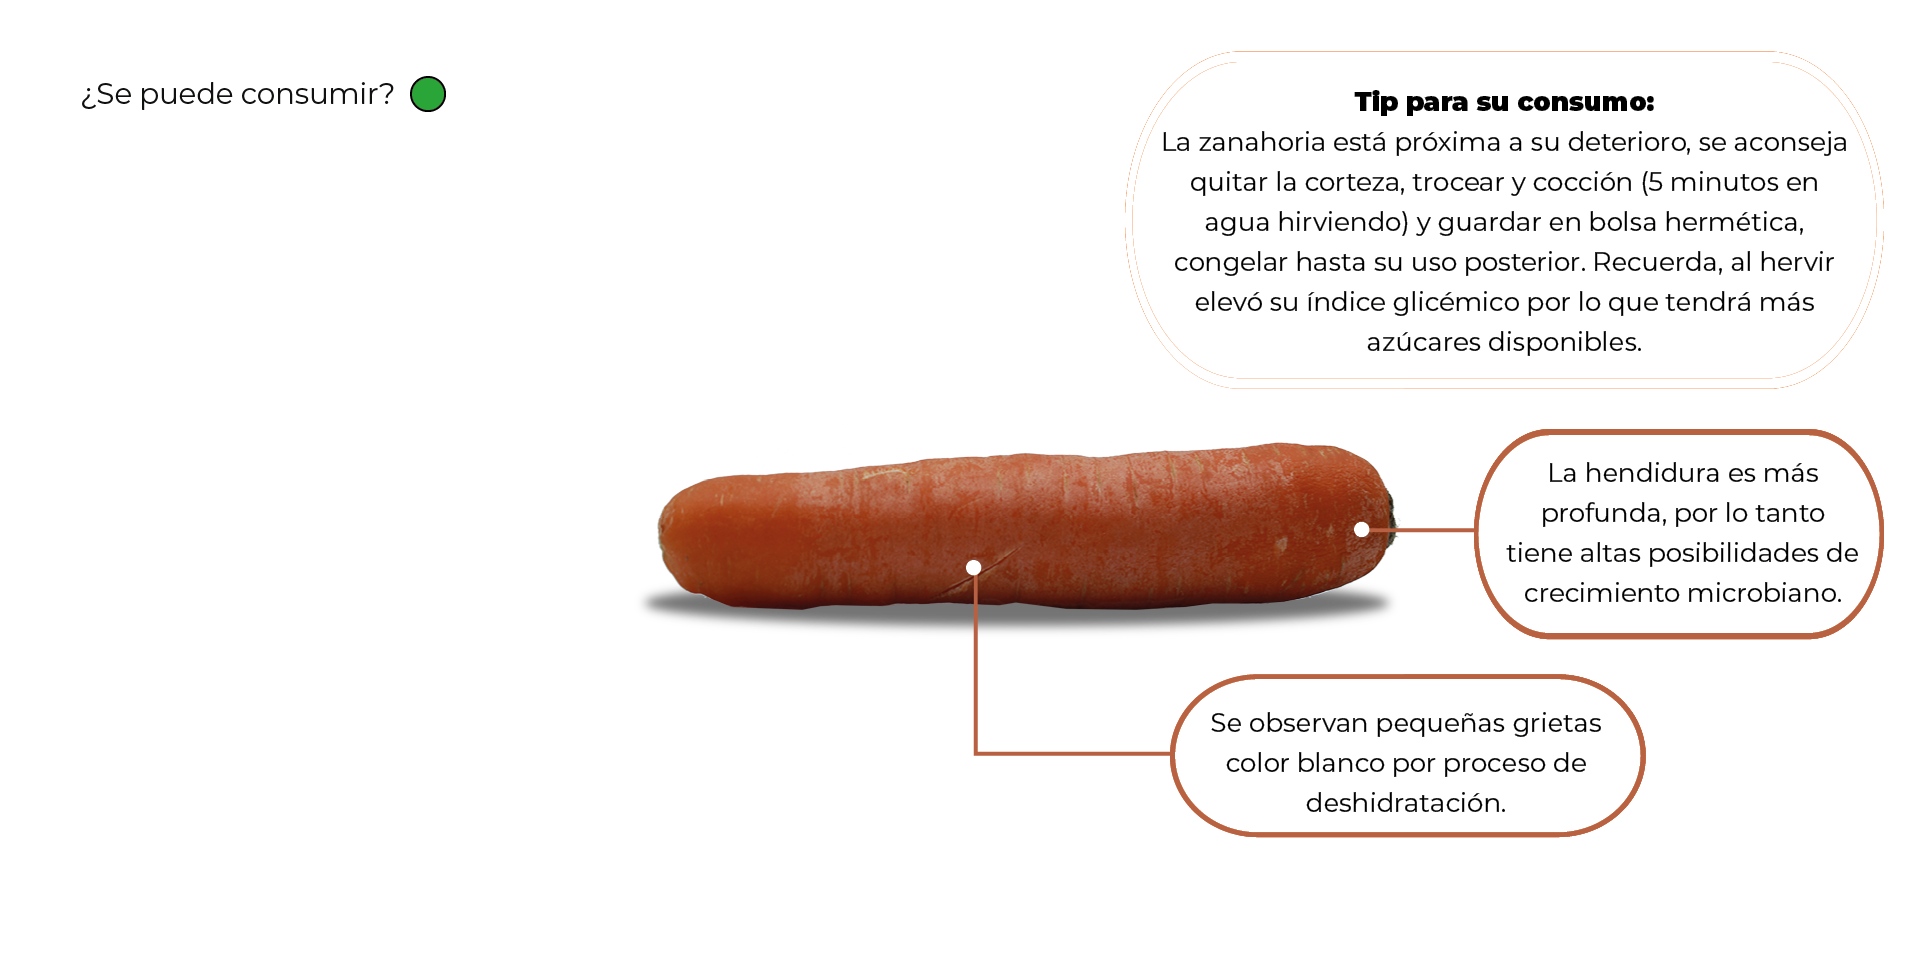 ¿Se puede consumir?
Tip para su consumo:
La zanahoria está próxima a su deterioro, se aconseja
quitar la corteza, trocear y cocción (5 minutos en
agua hirviendo) y guardar en bolsa hermética,
congelar hasta su uso posterior. Recuerda, al hervir
elevó su índice glicémico por lo que tendrá más
azúcares disponibles.
La hendidura es más
profunda, por lo tanto
tiene altas posibilidades de
crecimiento microbiano.
Se observan pequeñas grietas
color blanco por proceso de
deshidratación.